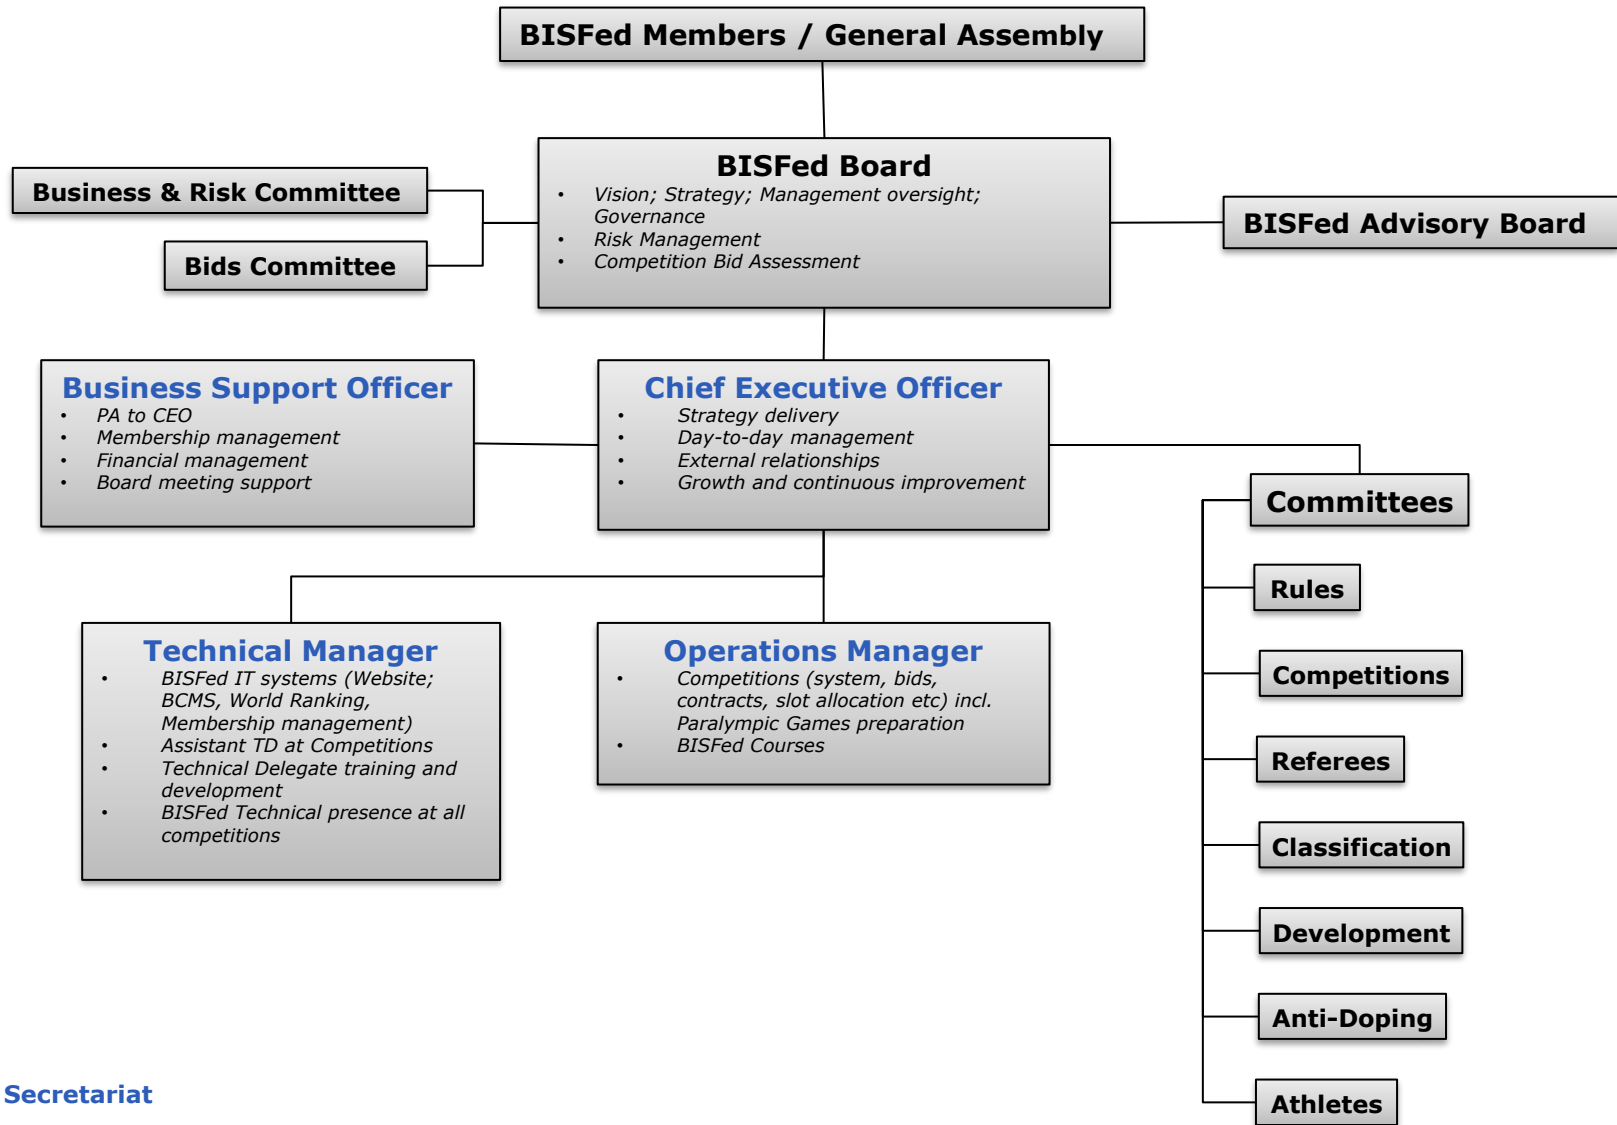 BISFed Members / General Assembly
BISFed Board
• Vision; Strategy; Management oversight;
Governance
• Risk Management
• Competition Bid Assessment
Business & Risk Committee
Bids Committee
BISFed Advisory Board
Business Support Officer
• PA to CEO
• Membership management
• Financial management
• Board meeting support
Chief Executive Officer
• Strategy delivery
• Day-to-day management
• External relationships
• Growth and continuous improvement
Technical Manager
• BISFed IT systems (Website;
BCMS, World Ranking,
Membership management)
• Assistant TD at Competitions
• Technical Delegate training and
development
• BISFed Technical presence at all
competitions
Operations Manager
• Competitions (system, bids,
contracts, slot allocation etc) incl.
Paralympic Games preparation
• BISFed Courses
Committees
Rules
Competitions
Referees
Classification
Development
Anti-Doping
Athletes
Secretariat